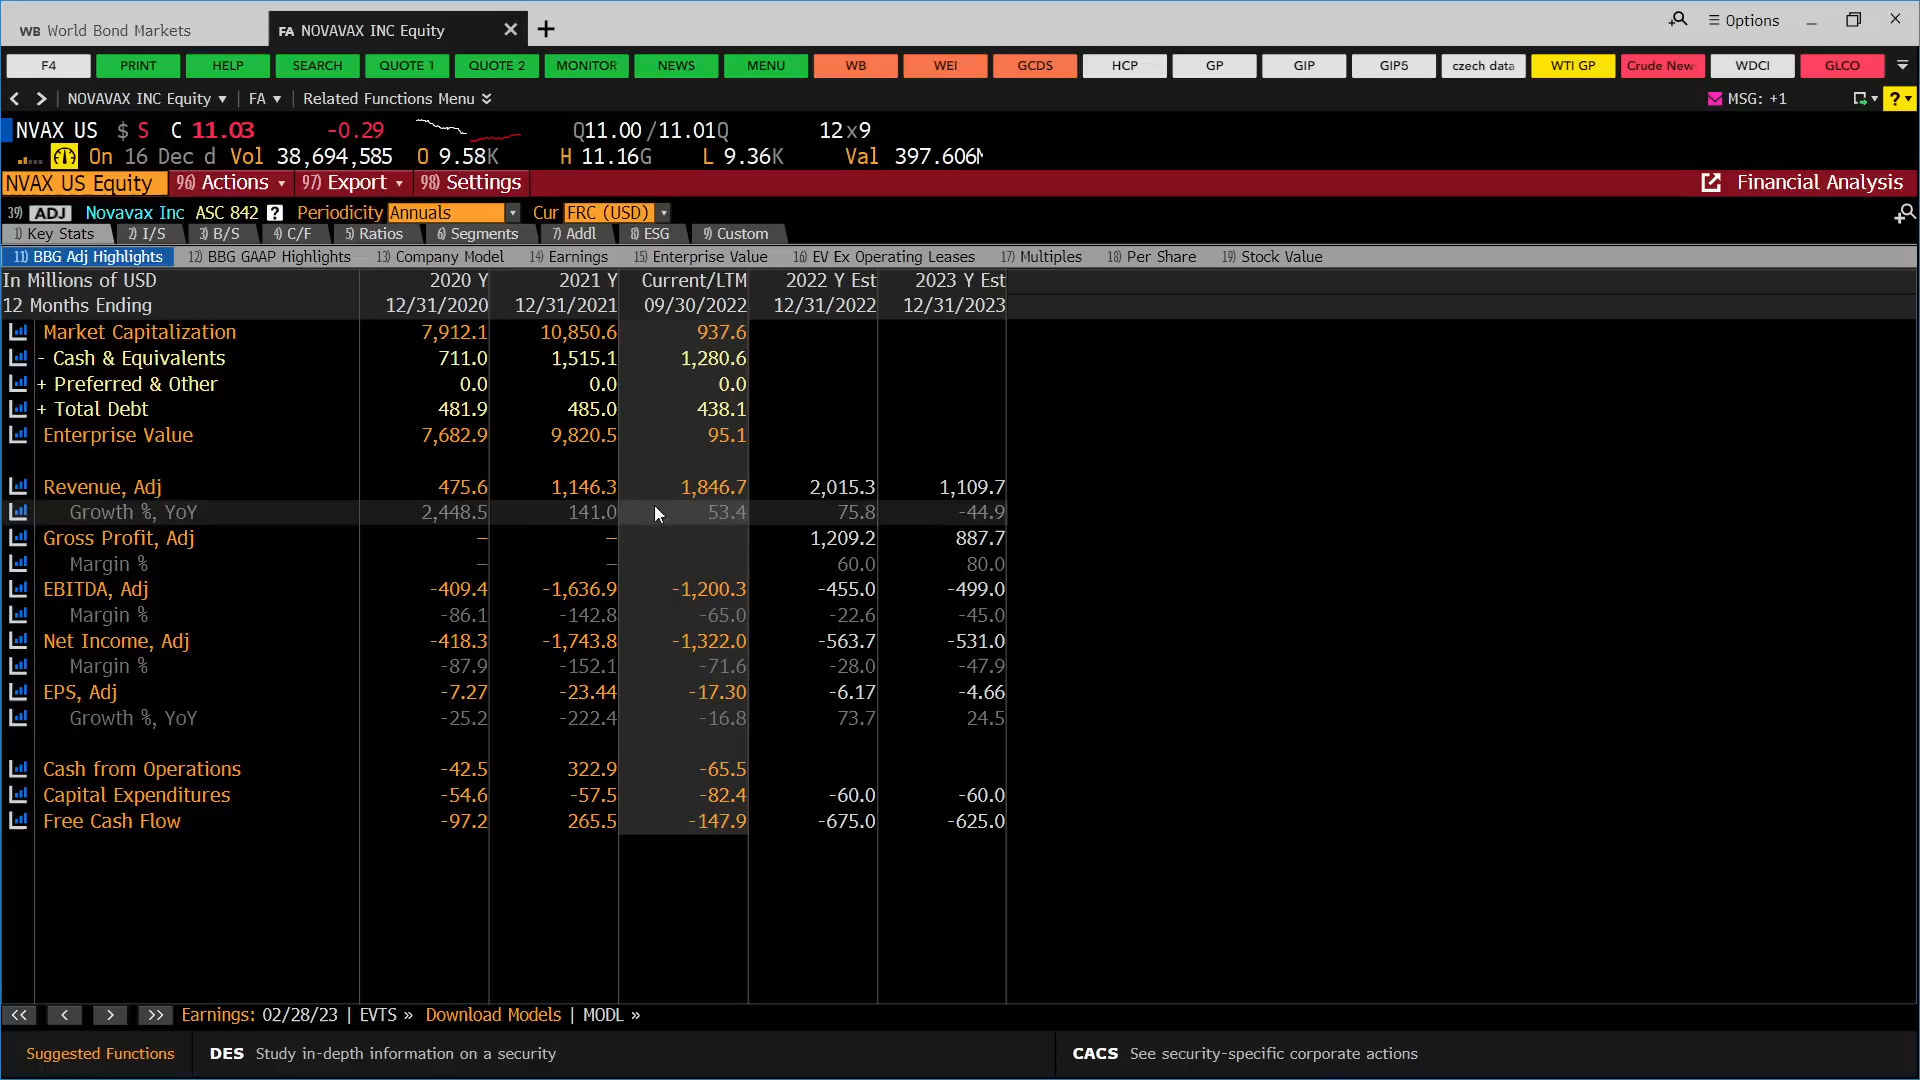 WB World Bond Markets FA NOVAVAX INC Equity Options
F4 PRINT HELP SEARCH QUOTE 1 QUOTE 2 MONITOR NEWS MENU WB WEI GCDS HCP GP GIP GIP5 czech data WTI GP Crude New WDCI GLCO
NOVAVAX INC Equity FA Related Functions Menu MSG: +1 ?
NVAX US $ S C 11.03 -0.29 Q11.00 /11.01Q 12x9
On 16 Dec d Vol 38,694,585 O 9.58K H 11.16G L 9.36K Val 397.606M
NVAX US Equity 96) Actions 97) Export 98) Settings Financial Analysis
39) ADJ Novavax Inc ASC 842 ? Periodicity Annuals Cur FRC (USD)
1) Key Stats 2) I/S 3) B/S 4) C/F 5) Ratios 6) Segments 7) Addl 8) ESG 9) Custom
11) BBG Adj Highlights 12) BBG GAAP Highlights 13) Company Model 14) Earnings 15) Enterprise Value 16) EV Ex Operating Leases 17) Multiples 18) Per Share 19) Stock Value
In Millions of USD 2020 Y 2021 Y Current/LTM 2022 Y Est 2023 Y Est
12 Months Ending 12/31/2020 12/31/2021 09/30/2022 12/31/2022 12/31/2023
Market Capitalization 7,912.1 10,850.6 937.6
- Cash & Equivalents 711.0 1,515.1 1,280.6
+ Preferred & Other 0.0 0.0 0.0
+ Total Debt 481.9 485.0 438.1
Enterprise Value 7,682.9 9,820.5 95.1
Revenue, Adj 475.6 1,146.3 1,846.7 2,015.3 1,109.7
Growth %, YoY 2,448.5 141.0 53.4 75.8 -44.9
Gross Profit, Adj — — 1,209.2 887.7
Margin % — — 60.0 80.0
EBITDA, Adj -409.4 -1,636.9 -1,200.3 -455.0 -499.0
Margin % -86.1 -142.8 -65.0 -22.6 -45.0
Net Income, Adj -418.3 -1,743.8 -1,322.0 -563.7 -531.0
Margin % -87.9 -152.1 -71.6 -28.0 -47.9
EPS, Adj -7.27 -23.44 -17.30 -6.17 -4.66
Growth %, YoY -25.2 -222.4 -16.8 73.7 24.5
Cash from Operations -42.5 322.9 -65.5
Capital Expenditures -54.6 -57.5 -82.4 -60.0 -60.0
Free Cash Flow -97.2 265.5 -147.9 -675.0 -625.0
<< < > >> Earnings: 02/28/23 | EVTS » Download Models | MODL »
Suggested Functions DES Study in-depth information on a security CACS See security-specific corporate actions